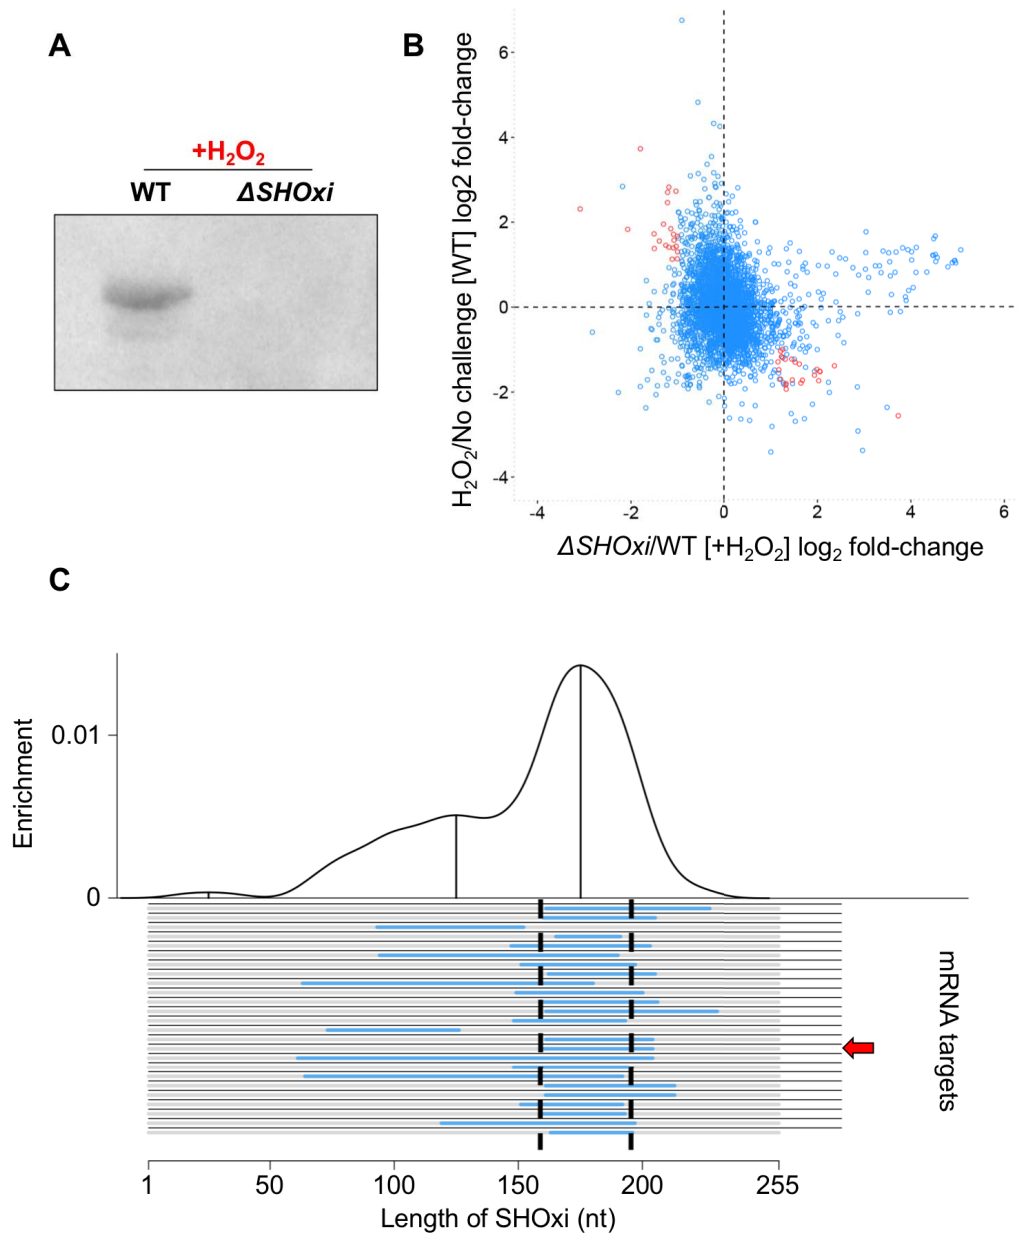 A
+H₂O₂
WT ΔSHOxi
B
H₂O₂/No challenge [WT] log2 fold-change
6
4
2
0
-2
-4
-4 -2 0 2 4 6
ΔSHOxi/WT [+H₂O₂] log₂ fold-change
C
Enrichment
0.01
0
mRNA targets
1 50 100 150 200 255
Length of SHOxi (nt)